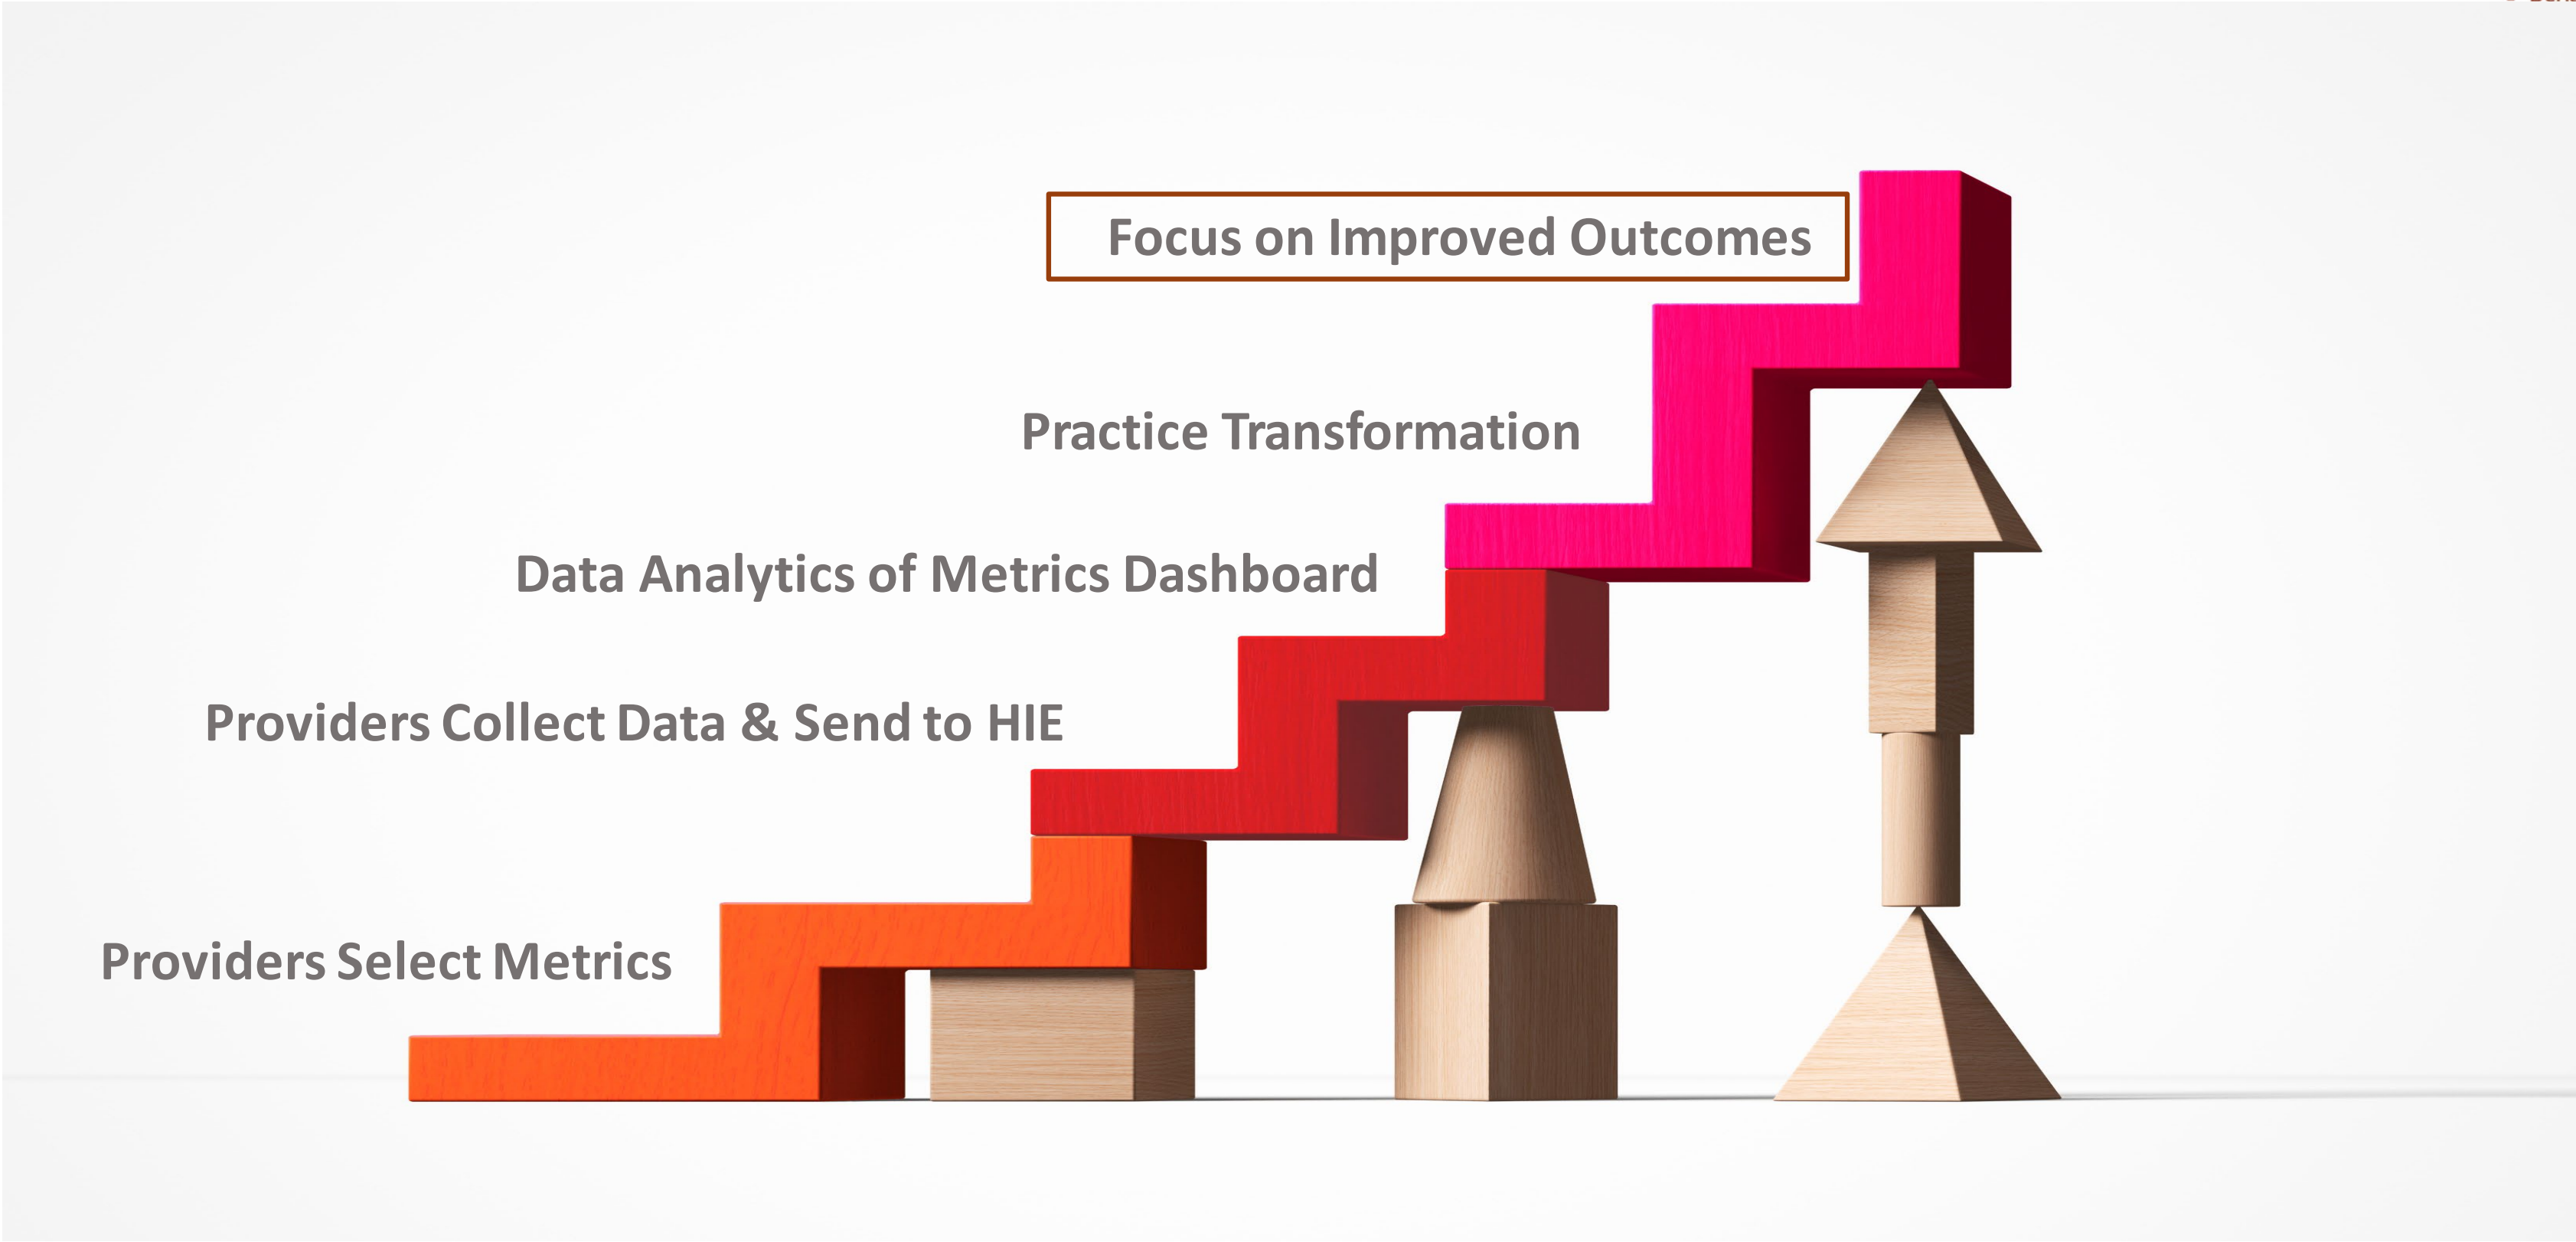 Focus on Improved Outcomes
Practice Transformation
Data Analytics of Metrics Dashboard
Providers Collect Data & Send to HIE
Providers Select Metrics